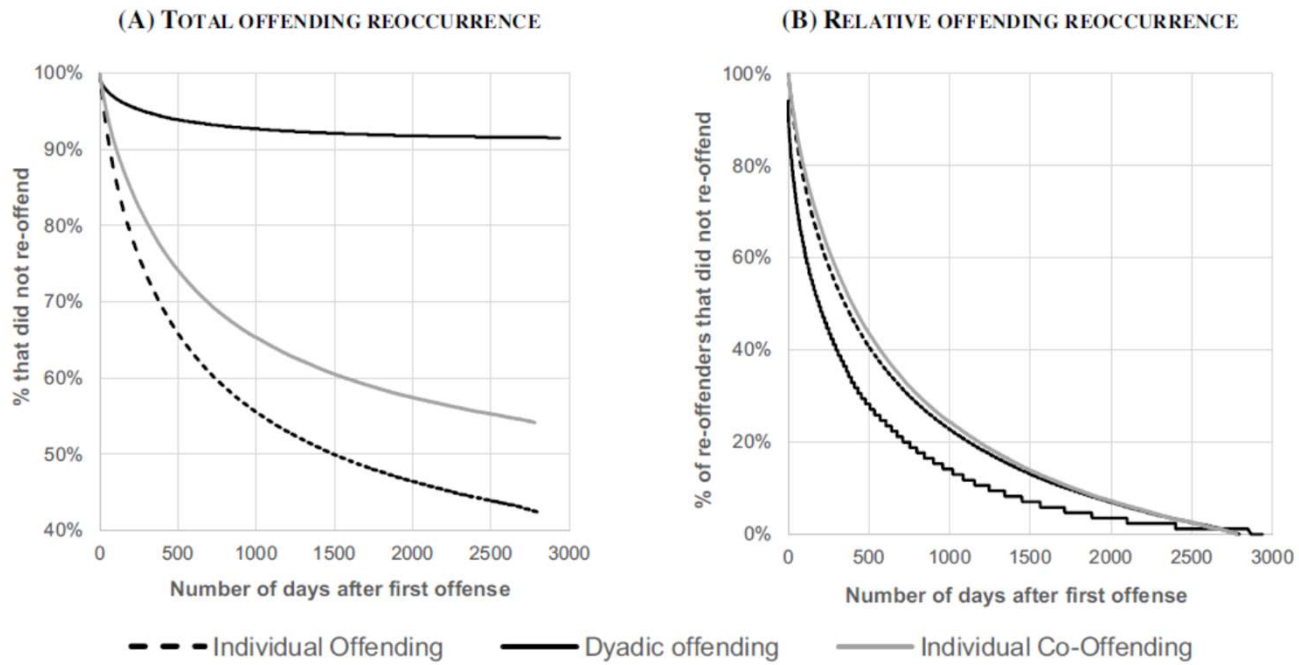 (A) TOTAL OFFENDING REOCCURRENCE
% that did not re-offend
100%
90%
80%
70%
60%
50%
40%
0 500 1000 1500 2000 2500 3000
Number of days after first offense
(B) RELATIVE OFFENDING REOCCURRENCE
% of re-offenders that did not re-offend
100%
80%
60%
40%
20%
0%
0 500 1000 1500 2000 2500 3000
Number of days after first offense
Individual Offending Dyadic offending Individual Co-Offending